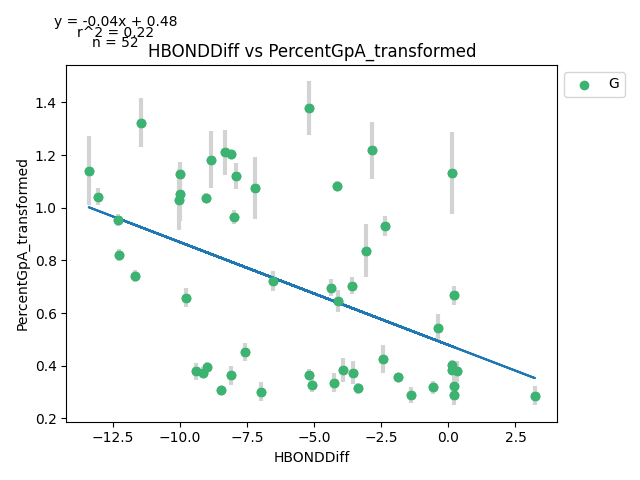 y = -0.04x + 0.48
r^2 = 0.22
n = 52
HBONDDiff vs PercentGpA_transformed
G
1.4
1.2
1.0
0.8
0.6
0.4
0.2
PercentGpA_transformed
−12.5 −10.0 −7.5 −5.0 −2.5 0.0 2.5
HBONDDiff